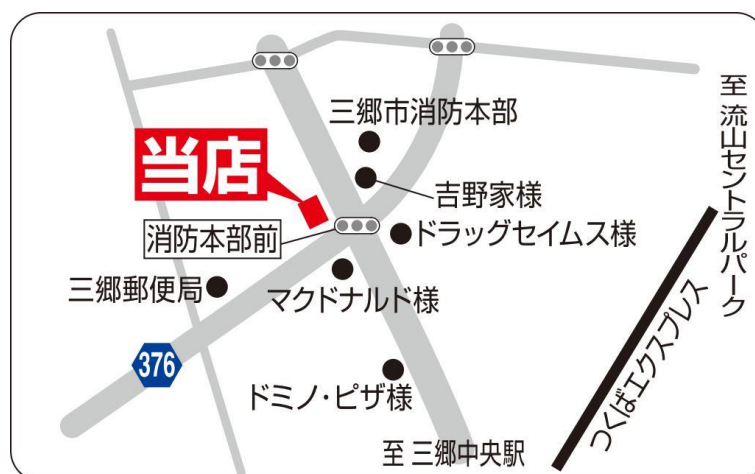 三郷市消防本部
当店
吉野家様
消防本部前
ドラッグセイムス様
三郷郵便局
マクドナルド様
376
ドミノ・ピザ様
至 三郷中央駅
つくばエクスプレス
至 流山セントラルパーク